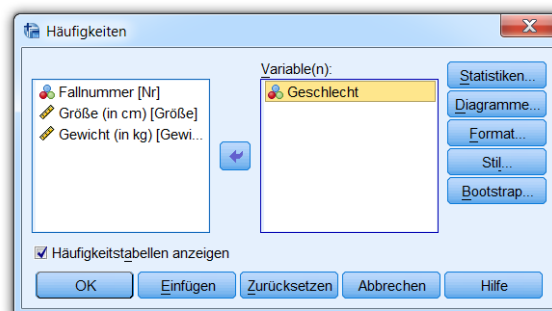 Häufigkeiten
Variable(n):
Fallnummer [Nr]
Größe (in cm) [Größe]
Gewicht (in kg) [Gewi...
Geschlecht
Statistiken...
Diagramme...
Format...
Stil...
Bootstrap...
Häufigkeitstabellen anzeigen
OK
Einfügen
Zurücksetzen
Abbrechen
Hilfe